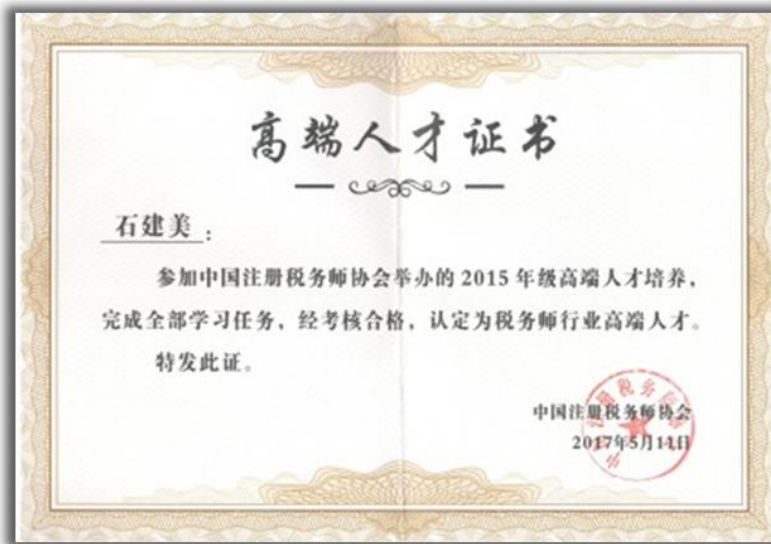 高端人才证书
石建美:
参加中国注册税务师协会举办的 2015 年级高端人才培养,
完成全部学习任务, 经考核合格, 认定为税务师行业高端人才。
特发此证。
中国注册税务师协会
2017年5月11日